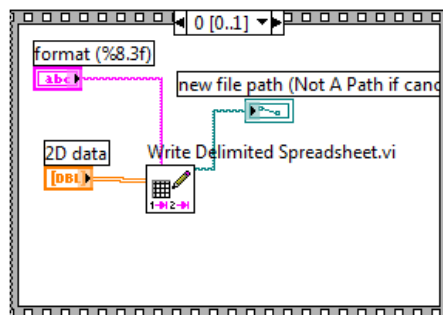 0 [0..1]
format (%8.3f)
abc
new file path (Not A Path if canc
2D data
[DBL
Write Delimited Spreadsheet.vi
1 2